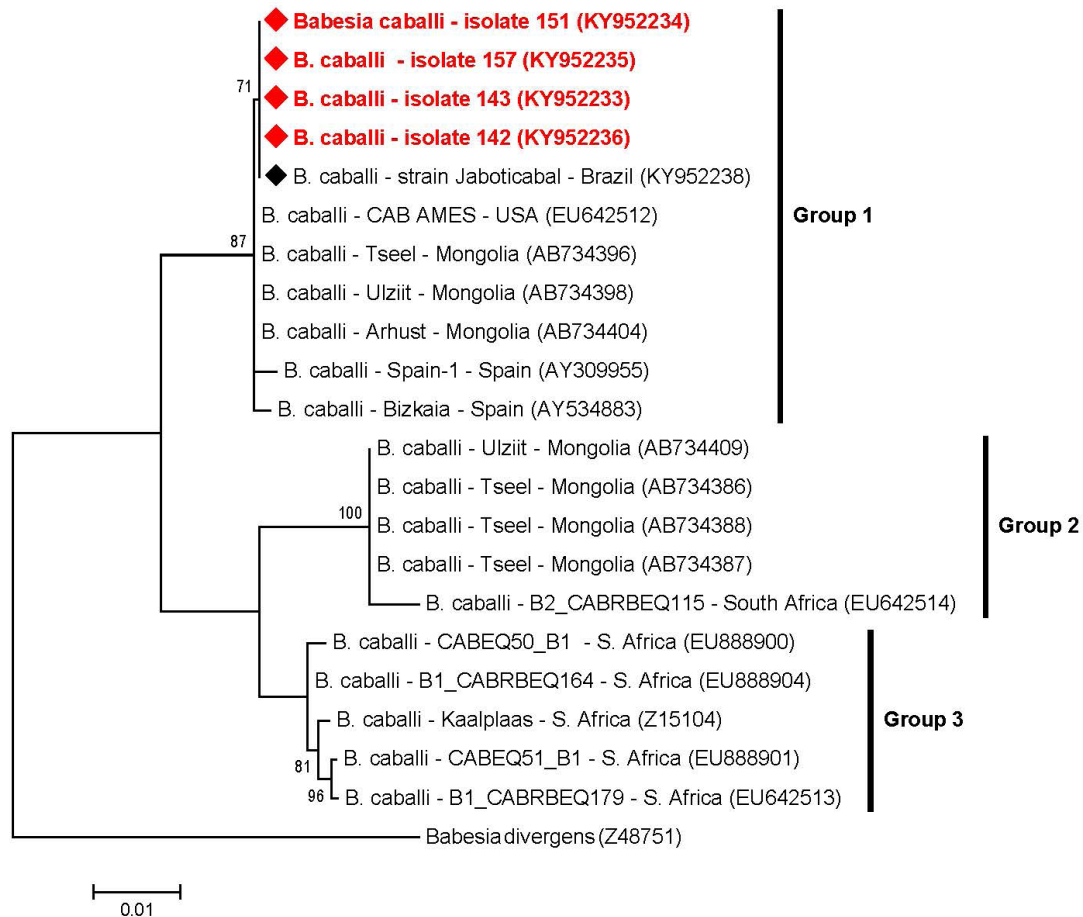 Babesia caballi - isolate 151 (KY952234)
B. caballi - isolate 157 (KY952235)
71
B. caballi - isolate 143 (KY952233)
B. caballi - isolate 142 (KY952236)
B. caballi - strain Jaboticabal - Brazil (KY952238)
B. caballi - CAB AMES - USA (EU642512)
Group 1
87
B. caballi - Tseel - Mongolia (AB734396)
B. caballi - Ulziit - Mongolia (AB734398)
B. caballi - Arhust - Mongolia (AB734404)
B. caballi - Spain-1 - Spain (AY309955)
B. caballi - Bizkaia - Spain (AY534883)
B. caballi - Ulziit - Mongolia (AB734409)
B. caballi - Tseel - Mongolia (AB734386)
100
B. caballi - Tseel - Mongolia (AB734388)
Group 2
B. caballi - Tseel - Mongolia (AB734387)
B. caballi - B2_CABRBEQ115 - South Africa (EU642514)
B. caballi - CABEQ50_B1 - S. Africa (EU888900)
B. caballi - B1_CABRBEQ164 - S. Africa (EU888904)
B. caballi - Kaalplaas - S. Africa (Z15104)
Group 3
81
B. caballi - CABEQ51_B1 - S. Africa (EU888901)
96
B. caballi - B1_CABRBEQ179 - S. Africa (EU642513)
Babesia divergens (Z48751)
0.01